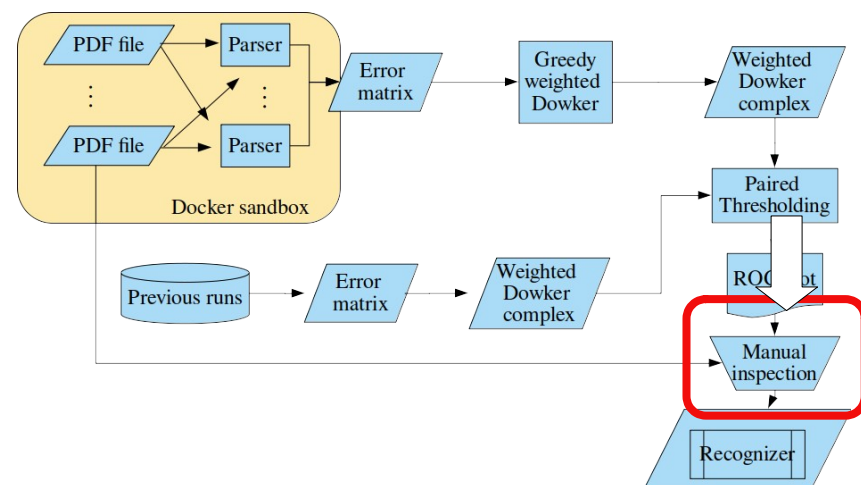 PDF file
Parser
Error
matrix
Greedy
weighted
Dowker
Weighted
Dowker
complex
⋮
⋮
PDF file
Parser
Docker sandbox
Paired
Thresholding
Previous runs
Error
matrix
Weighted
Dowker
complex
Manual
inspection
Recognizer